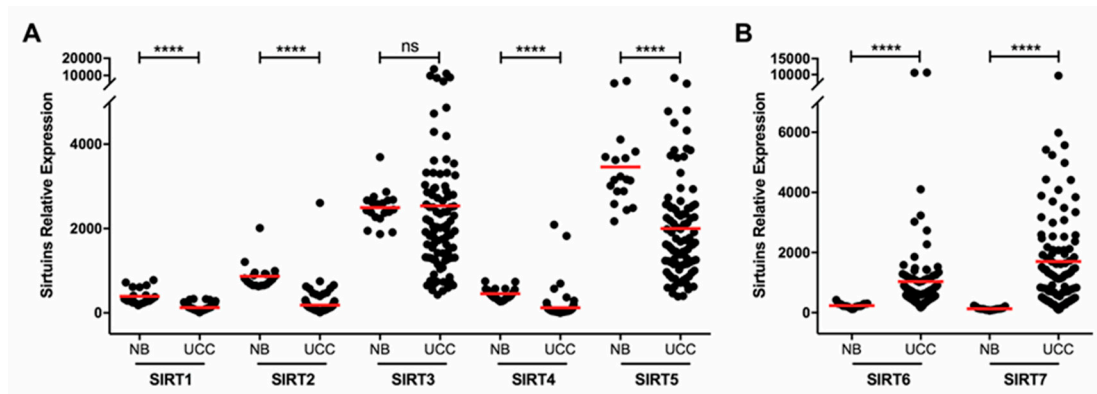 A
B
**** **** ns **** ****
**** ****
Sirtuins Relative Expression
20000
10000
4000
2000
0
NB UCC NB UCC NB UCC NB UCC NB UCC
SIRT1 SIRT2 SIRT3 SIRT4 SIRT5
Sirtuins Relative Expression
15000
10000
6000
4000
2000
0
NB UCC NB UCC
SIRT6 SIRT7